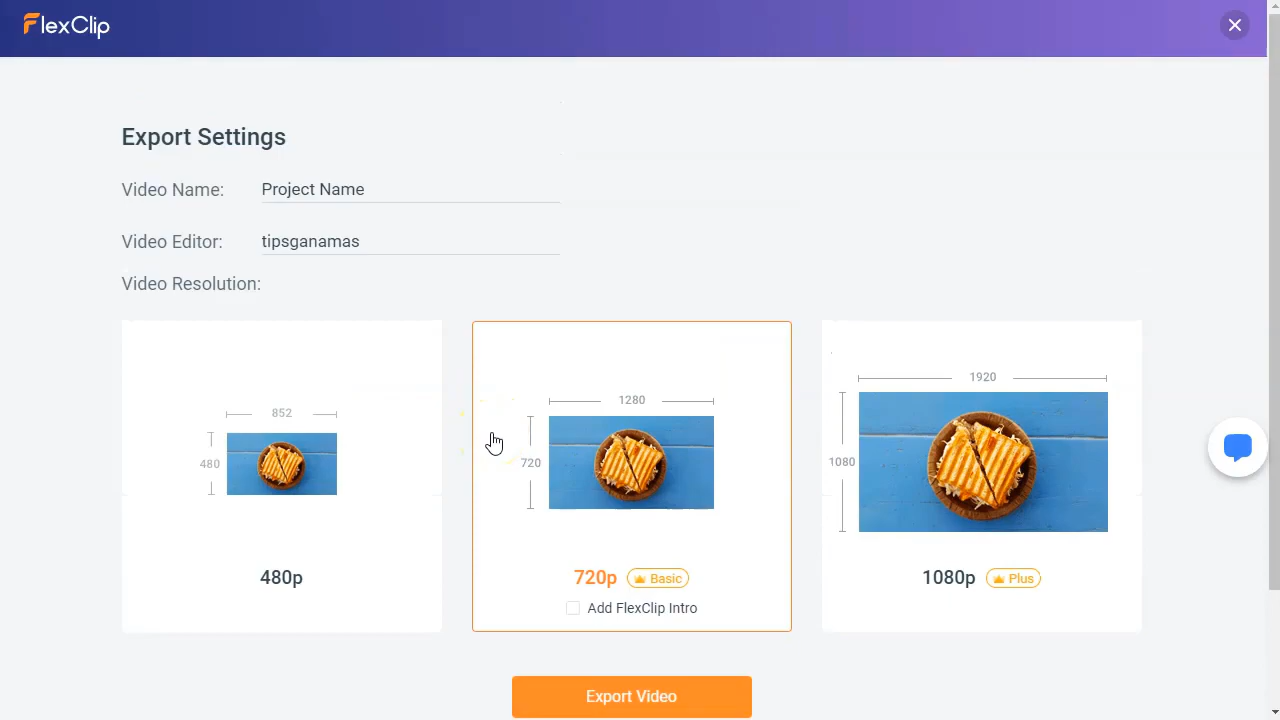 FlexClip
Export Settings
Video Name: Project Name
Video Editor: tipsganamas
Video Resolution:
852
480
480p
1280
720
720p Basic
Add FlexClip Intro
1920
1080
1080p Plus
Export Video